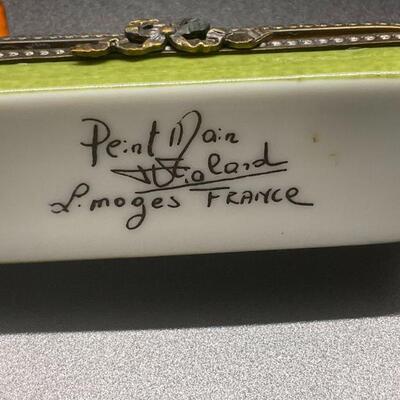 Peint Main
Limoges FRANCE